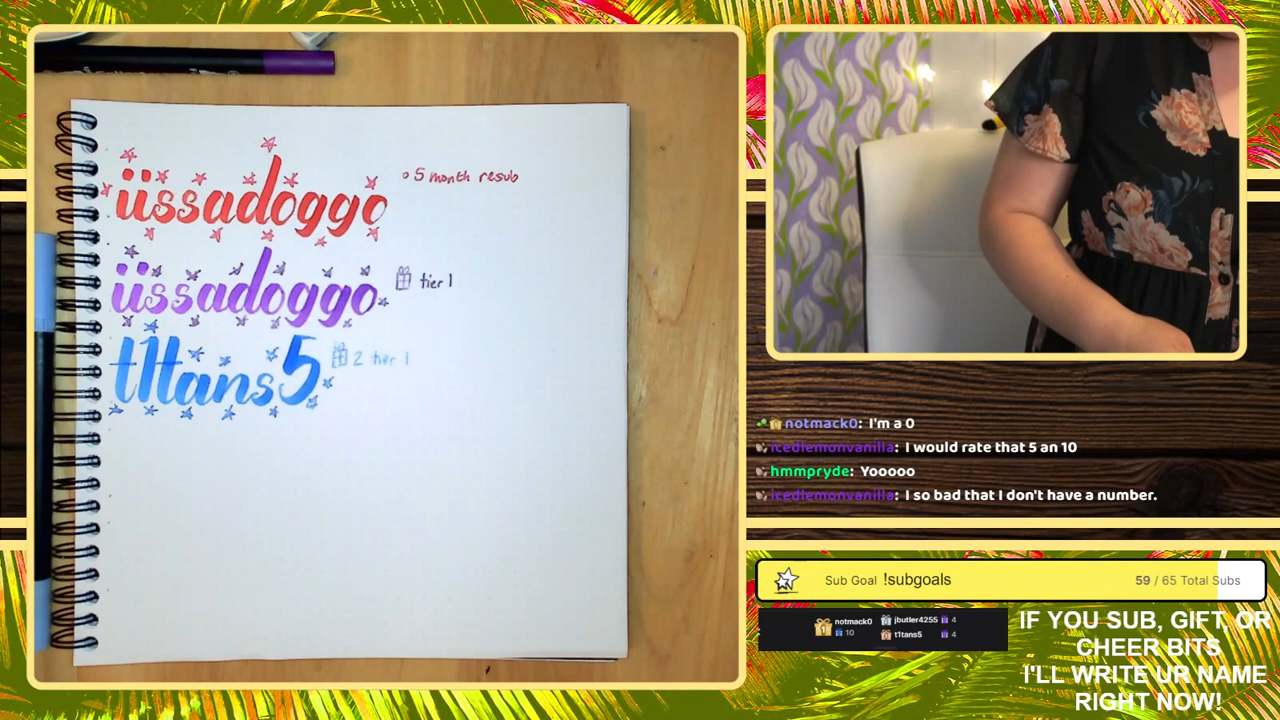 üssadoggo
5 month resub
üssadoggo
tier 1
t1tans5
2 tier 1
notmack0: I'm a 0
icedlemonvanilla: I would rate that 5 an 10
hmmpryde: Yooooo
icedlemonvanilla: I so bad that I don't have a number.
Sub Goal !subgoals 59 / 65 Total Subs
notmack0 10
jbutler4255 4
t1tans5 4
IF YOU SUB, GIFT, OR
CHEER BITS
I'LL WRITE UR NAME
RIGHT NOW!